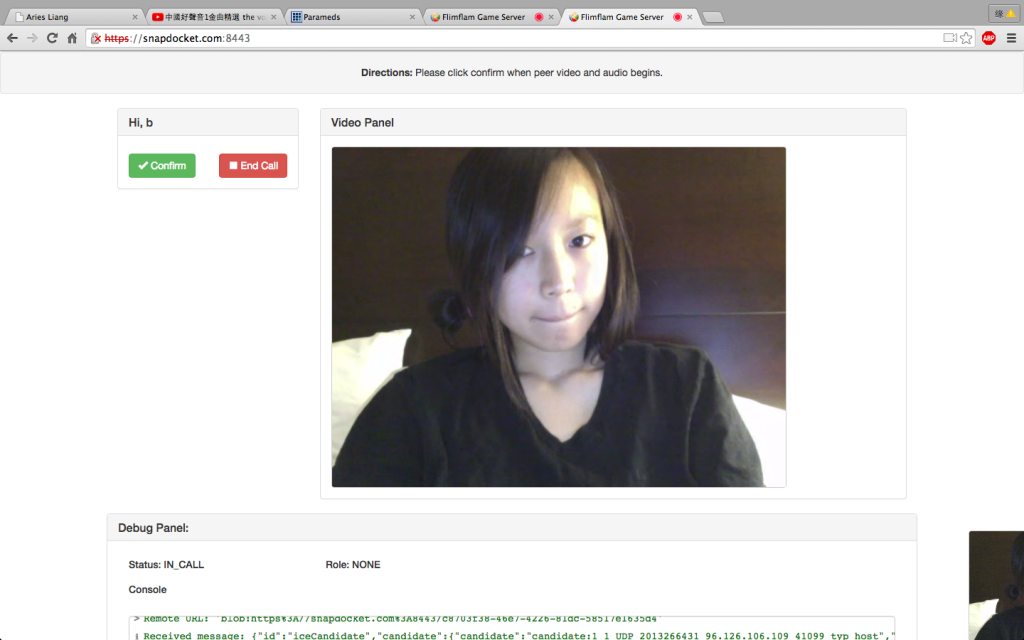 Aries Liang
中國好聲音1金曲精選 the vo
Parameds
Flimflam Game Server
Flimflam Game Server
https://snapdocket.com:8443
ABP
Directions: Please click confirm when peer video and audio begins.
Hi, b
Confirm
End Call
Video Panel
Debug Panel:
Status: IN_CALL
Role: NONE
Console
> Remote URL: "blob:https%3A//snapdocket.com%3A8443/c8703f38-46e7-4226-81dc-58517e1635d4"
Received message: {"id":"iceCandidate","candidate":{"candidate":"candidate:1 1 UDP 2013266431 96.126.106.109 41099 typ host","